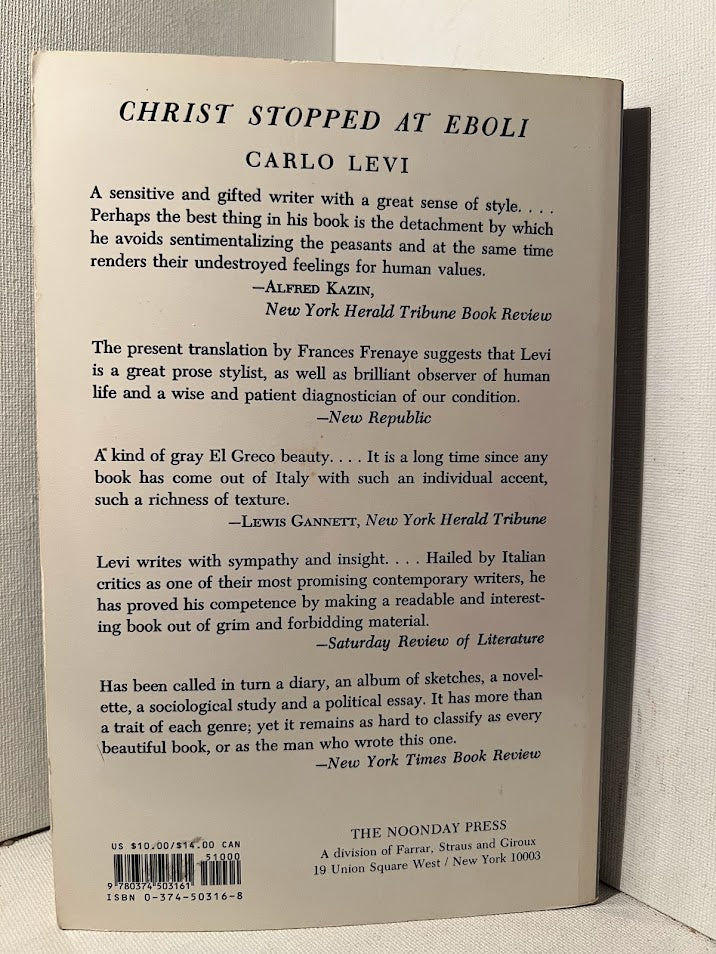 CHRIST STOPPED AT EBOLI
CARLO LEVI
A sensitive and gifted writer with a great sense of style. . . .
Perhaps the best thing in his book is the detachment by which
he avoids sentimentalizing the peasants and at the same time
renders their undestroyed feelings for human values.
—ALFRED KAZIN,
New York Herald Tribune Book Review
The present translation by Frances Frenaye suggests that Levi
is a great prose stylist, as well as brilliant observer of human
life and a wise and patient diagnostician of our condition.
—New Republic
A kind of gray El Greco beauty. . . . It is a long time since any
book has come out of Italy with such an individual accent,
such a richness of texture.
—LEWIS GANNETT, New York Herald Tribune
Levi writes with sympathy and insight. . . . Hailed by Italian
critics as one of their most promising contemporary writers, he
has proved his competence by making a readable and interest-
ing book out of grim and forbidding material.
—Saturday Review of Literature
Has been called in turn a diary, an album of sketches, a novel-
ette, a sociological study and a political essay. It has more than
a trait of each genre; yet it remains as hard to classify as every
beautiful book, or as the man who wrote this one.
—New York Times Book Review
US $10.00/$14.00 CAN
51000
9 780374 503161
ISBN 0-374-50316-8
THE NOONDAY PRESS
A division of Farrar, Straus and Giroux
19 Union Square West / New York 10003